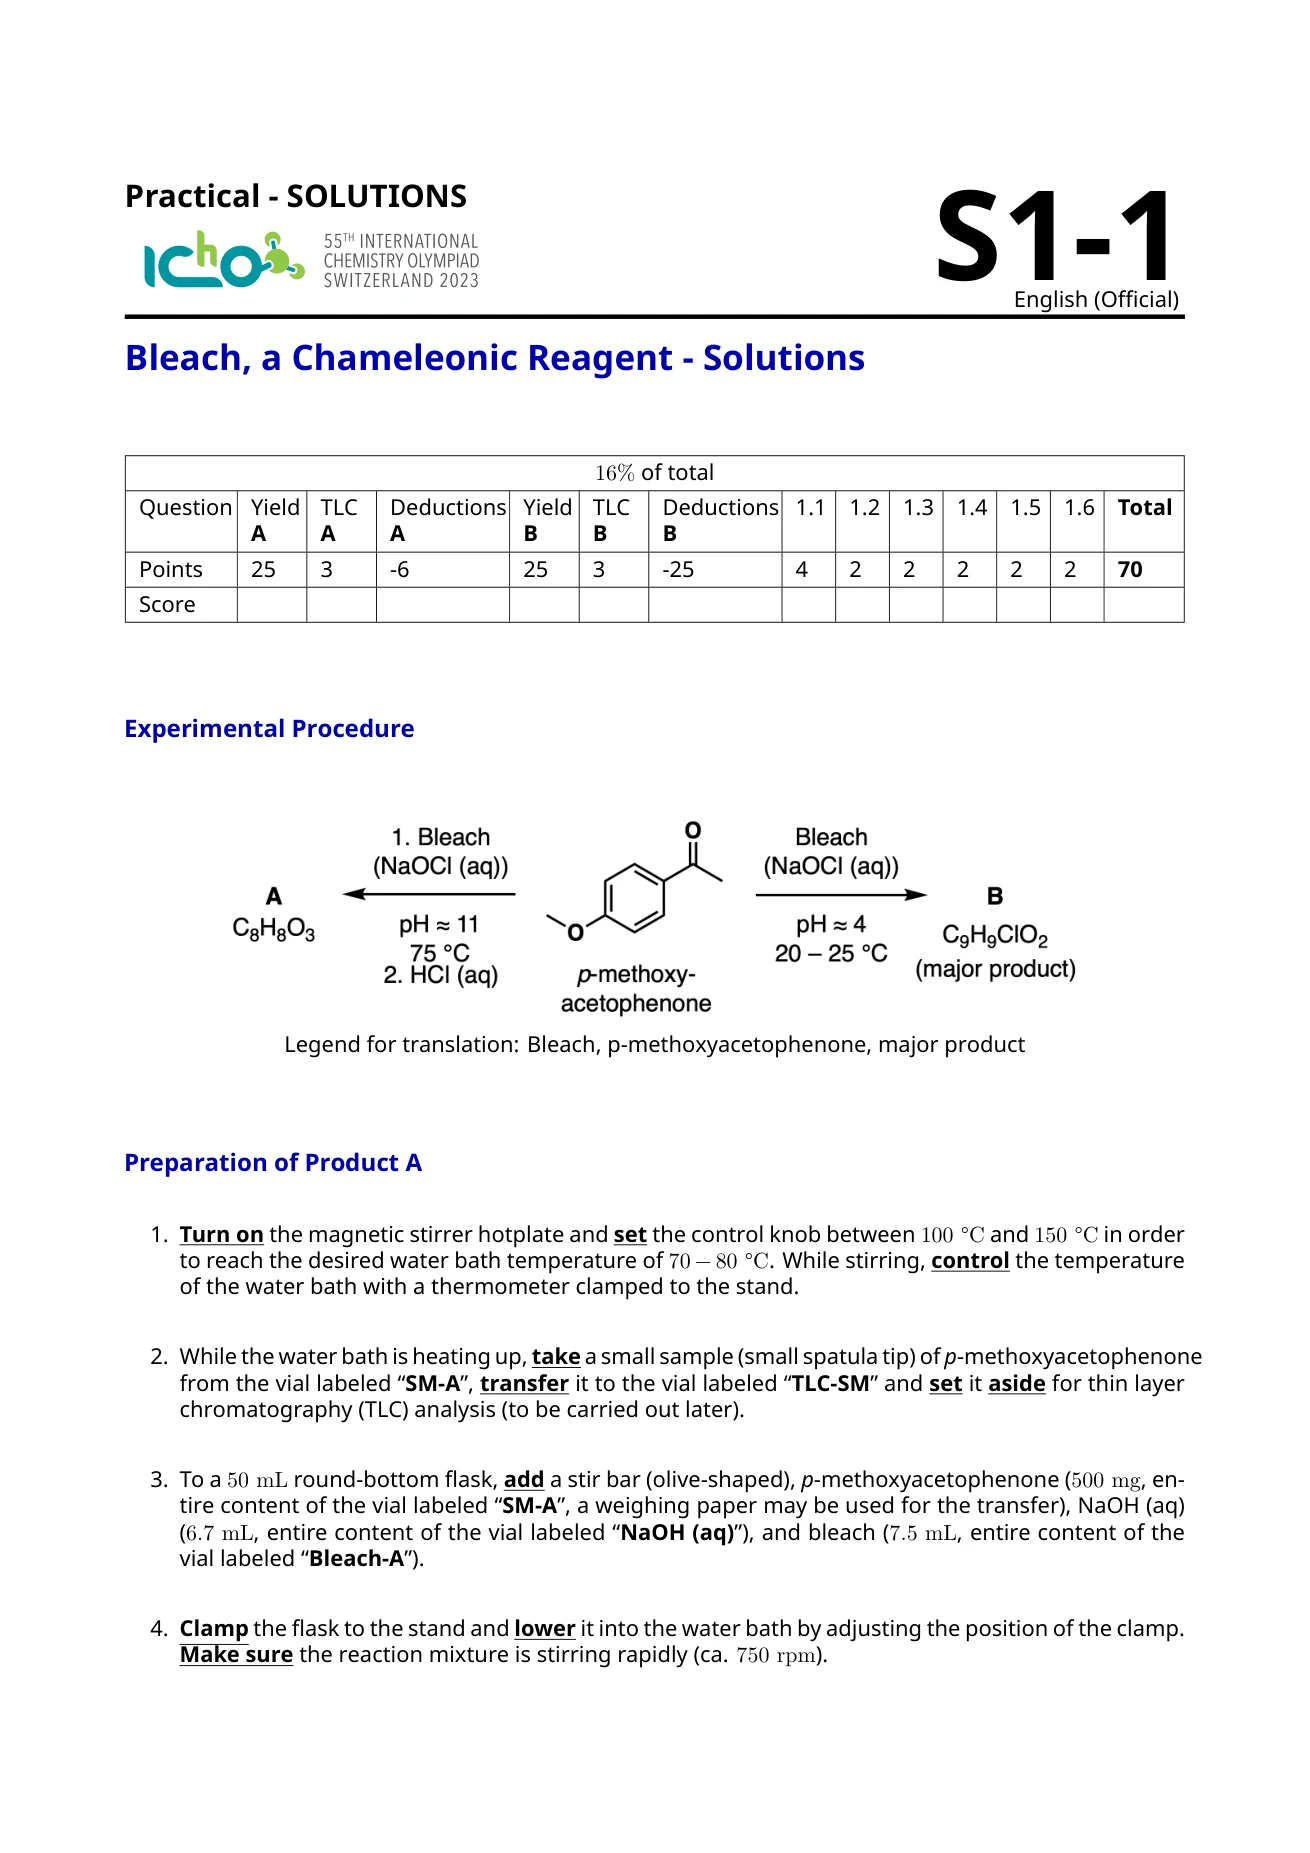 Practical - SOLUTIONS
S1-1
IChO
55TH INTERNATIONAL
CHEMISTRY OLYMPIAD
SWITZERLAND 2023
English (Official)
Bleach, a Chameleonic Reagent - Solutions
16% of total
Question Yield A TLC A Deductions A Yield B TLC B Deductions B 1.1 1.2 1.3 1.4 1.5 1.6 Total
Points 25 3 -6 25 3 -25 4 2 2 2 2 2 70
Score
Experimental Procedure
A
C8H8O3
1. Bleach
(NaOCl (aq))
pH ≈ 11
75 °C
2. HCl (aq)
O
O
p-methoxy-
acetophenone
Bleach
(NaOCl (aq))
pH ≈ 4
20 – 25 °C
B
C9H9ClO2
(major product)
Legend for translation: Bleach, p-methoxyacetophenone, major product
Preparation of Product A
1. Turn on the magnetic stirrer hotplate and set the control knob between 100 °C and 150 °C in order
to reach the desired water bath temperature of 70 – 80 °C. While stirring, control the temperature
of the water bath with a thermometer clamped to the stand.
2. While the water bath is heating up, take a small sample (small spatula tip) of p-methoxyacetophenone
from the vial labeled “SM-A”, transfer it to the vial labeled “TLC-SM” and set it aside for thin layer
chromatography (TLC) analysis (to be carried out later).
3. To a 50 mL round-bottom flask, add a stir bar (olive-shaped), p-methoxyacetophenone (500 mg, en-
tire content of the vial labeled “SM-A”, a weighing paper may be used for the transfer), NaOH (aq)
(6.7 mL, entire content of the vial labeled “NaOH (aq)”), and bleach (7.5 mL, entire content of the
vial labeled “Bleach-A”).
4. Clamp the flask to the stand and lower it into the water bath by adjusting the position of the clamp.
Make sure the reaction mixture is stirring rapidly (ca. 750 rpm).